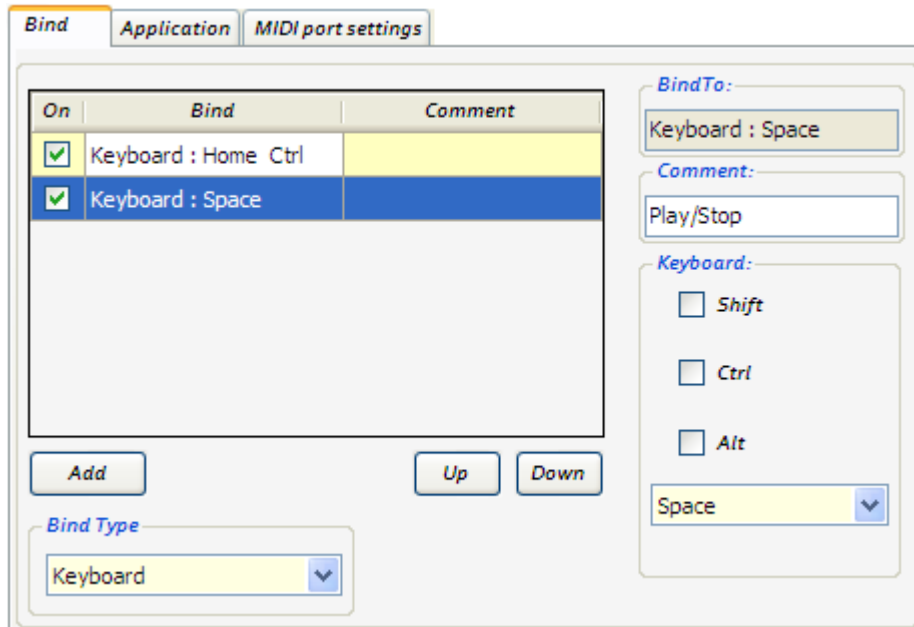 Bind Application MIDI port settings
On Bind Comment
Keyboard : Home Ctrl
Keyboard : Space
Add Up Down
Bind Type
Keyboard
BindTo:
Keyboard : Space
Comment:
Play/Stop
Keyboard:
Shift
Ctrl
Alt
Space